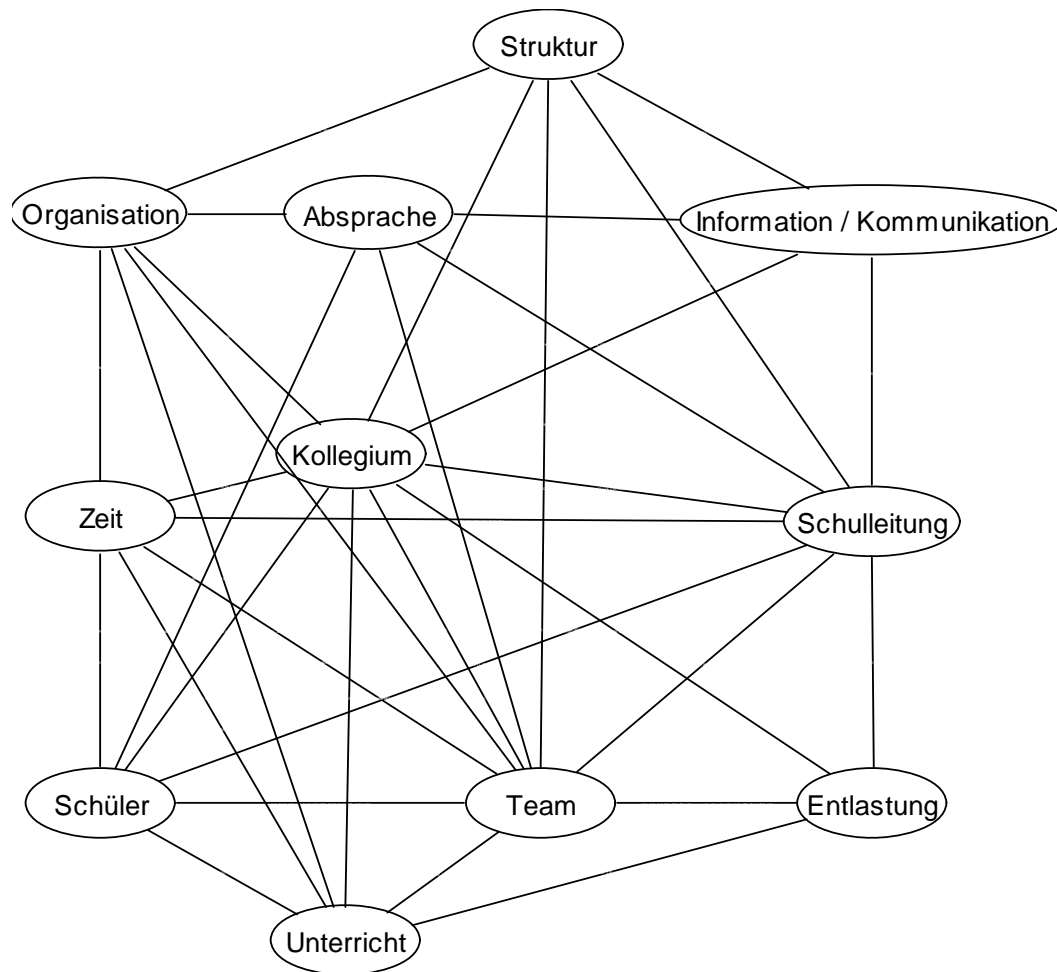 Struktur
Organisation
Absprache
Information / Kommunikation
Kollegium
Zeit
Schulleitung
Schüler
Team
Entlastung
Unterricht